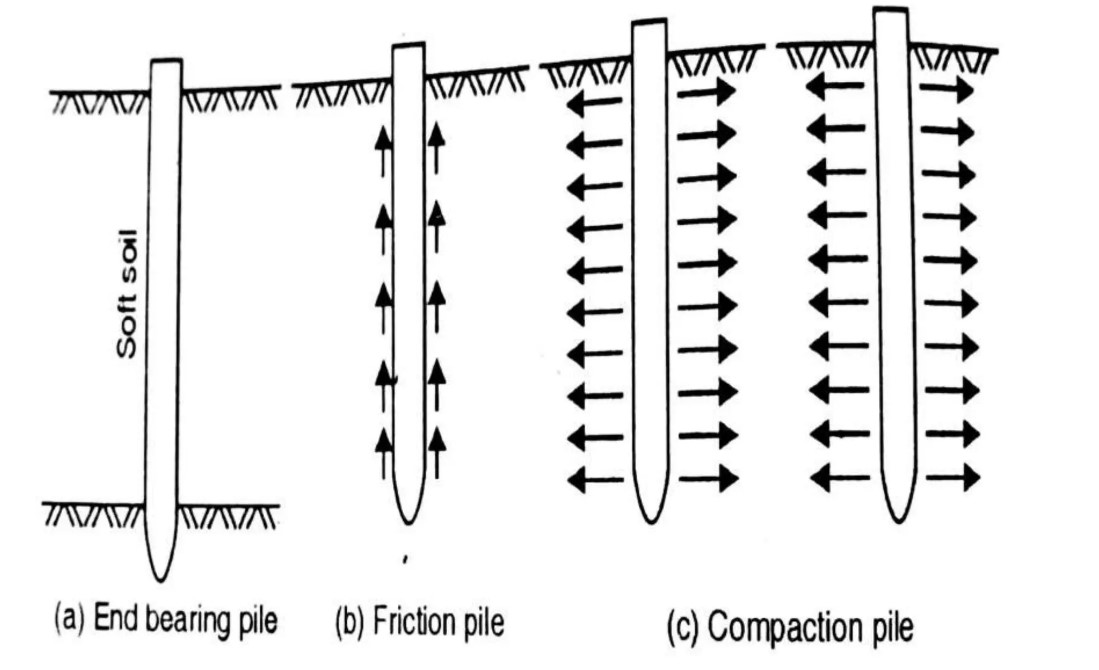 Soft soil
(a) End bearing pile
(b) Friction pile
(c) Compaction pile